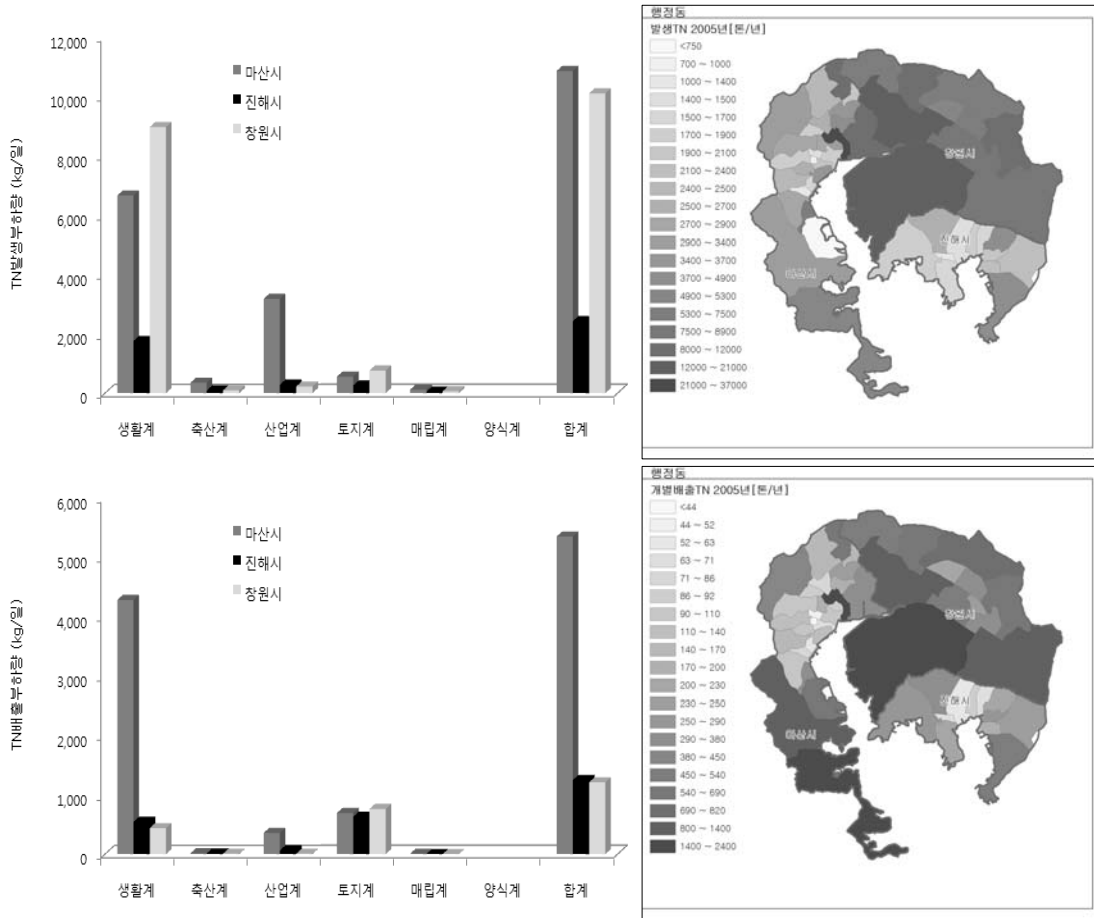 TN발생부하량 (kg/일)
12,000
10,000
8,000
6,000
4,000
2,000
0
마산시
진해시
창원시
생활계 축산계 산업계 토지계 매립계 양식계 합계
행정동
발생TN 2005년[톤/년]
<750
700 ~ 1000
1000 ~ 1400
1400 ~ 1500
1500 ~ 1700
1700 ~ 1900
1900 ~ 2100
2100 ~ 2400
2400 ~ 2500
2500 ~ 2700
2700 ~ 2900
2900 ~ 3400
3400 ~ 3700
3700 ~ 4900
4900 ~ 5300
5300 ~ 7500
7500 ~ 8900
8000 ~ 12000
12000 ~ 21000
21000 ~ 37000
창원시
진해시
마산시
TN배출부하량 (kg/일)
6,000
5,000
4,000
3,000
2,000
1,000
0
마산시
진해시
창원시
생활계 축산계 산업계 토지계 매립계 양식계 합계
행정동
개별배출TN 2005년[톤/년]
<44
44 ~ 52
52 ~ 63
63 ~ 71
71 ~ 86
86 ~ 92
90 ~ 110
110 ~ 140
140 ~ 170
170 ~ 200
200 ~ 230
230 ~ 250
250 ~ 290
290 ~ 380
380 ~ 450
450 ~ 540
540 ~ 690
690 ~ 820
800 ~ 1400
1400 ~ 2400
창원시
진해시
마산시